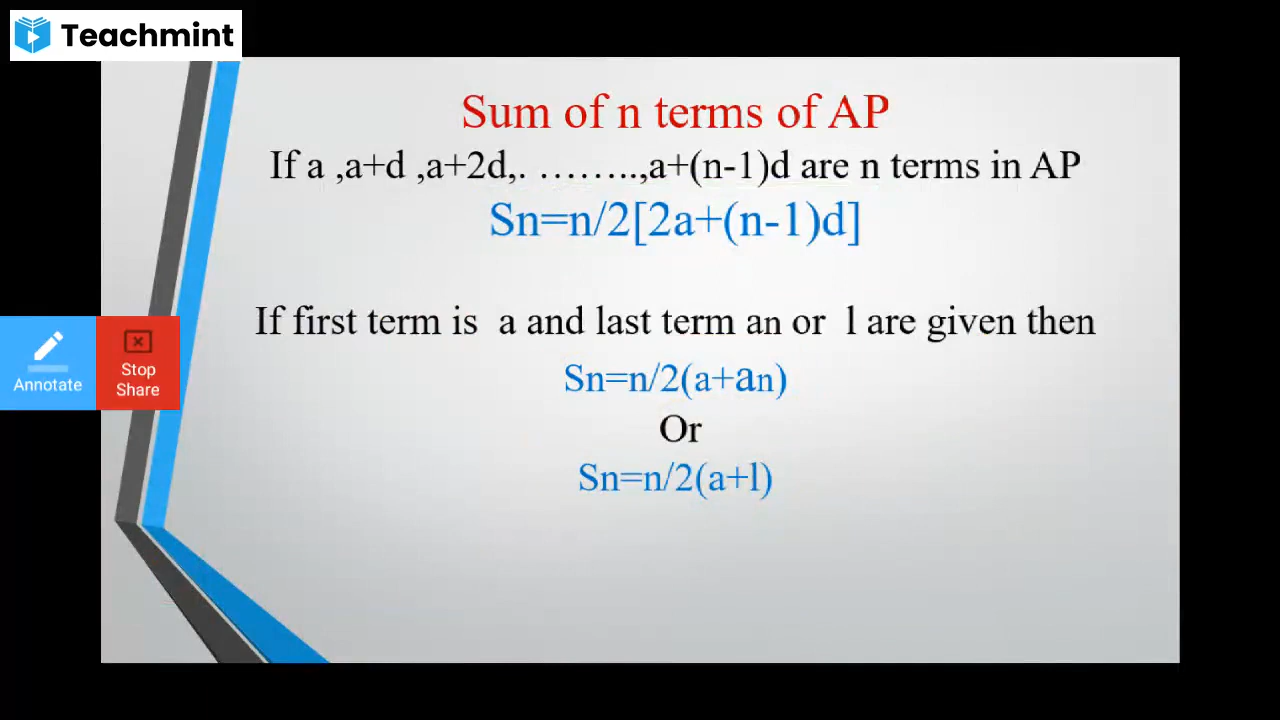 Teachmint
Sum of n terms of AP
If a ,a+d ,a+2d,. ……..,a+(n-1)d are n terms in AP
Sn=n/2[2a+(n-1)d]
If first term is a and last term an or l are given then
Sn=n/2(a+an)
Or
Sn=n/2(a+l)
Annotate
Stop
Share